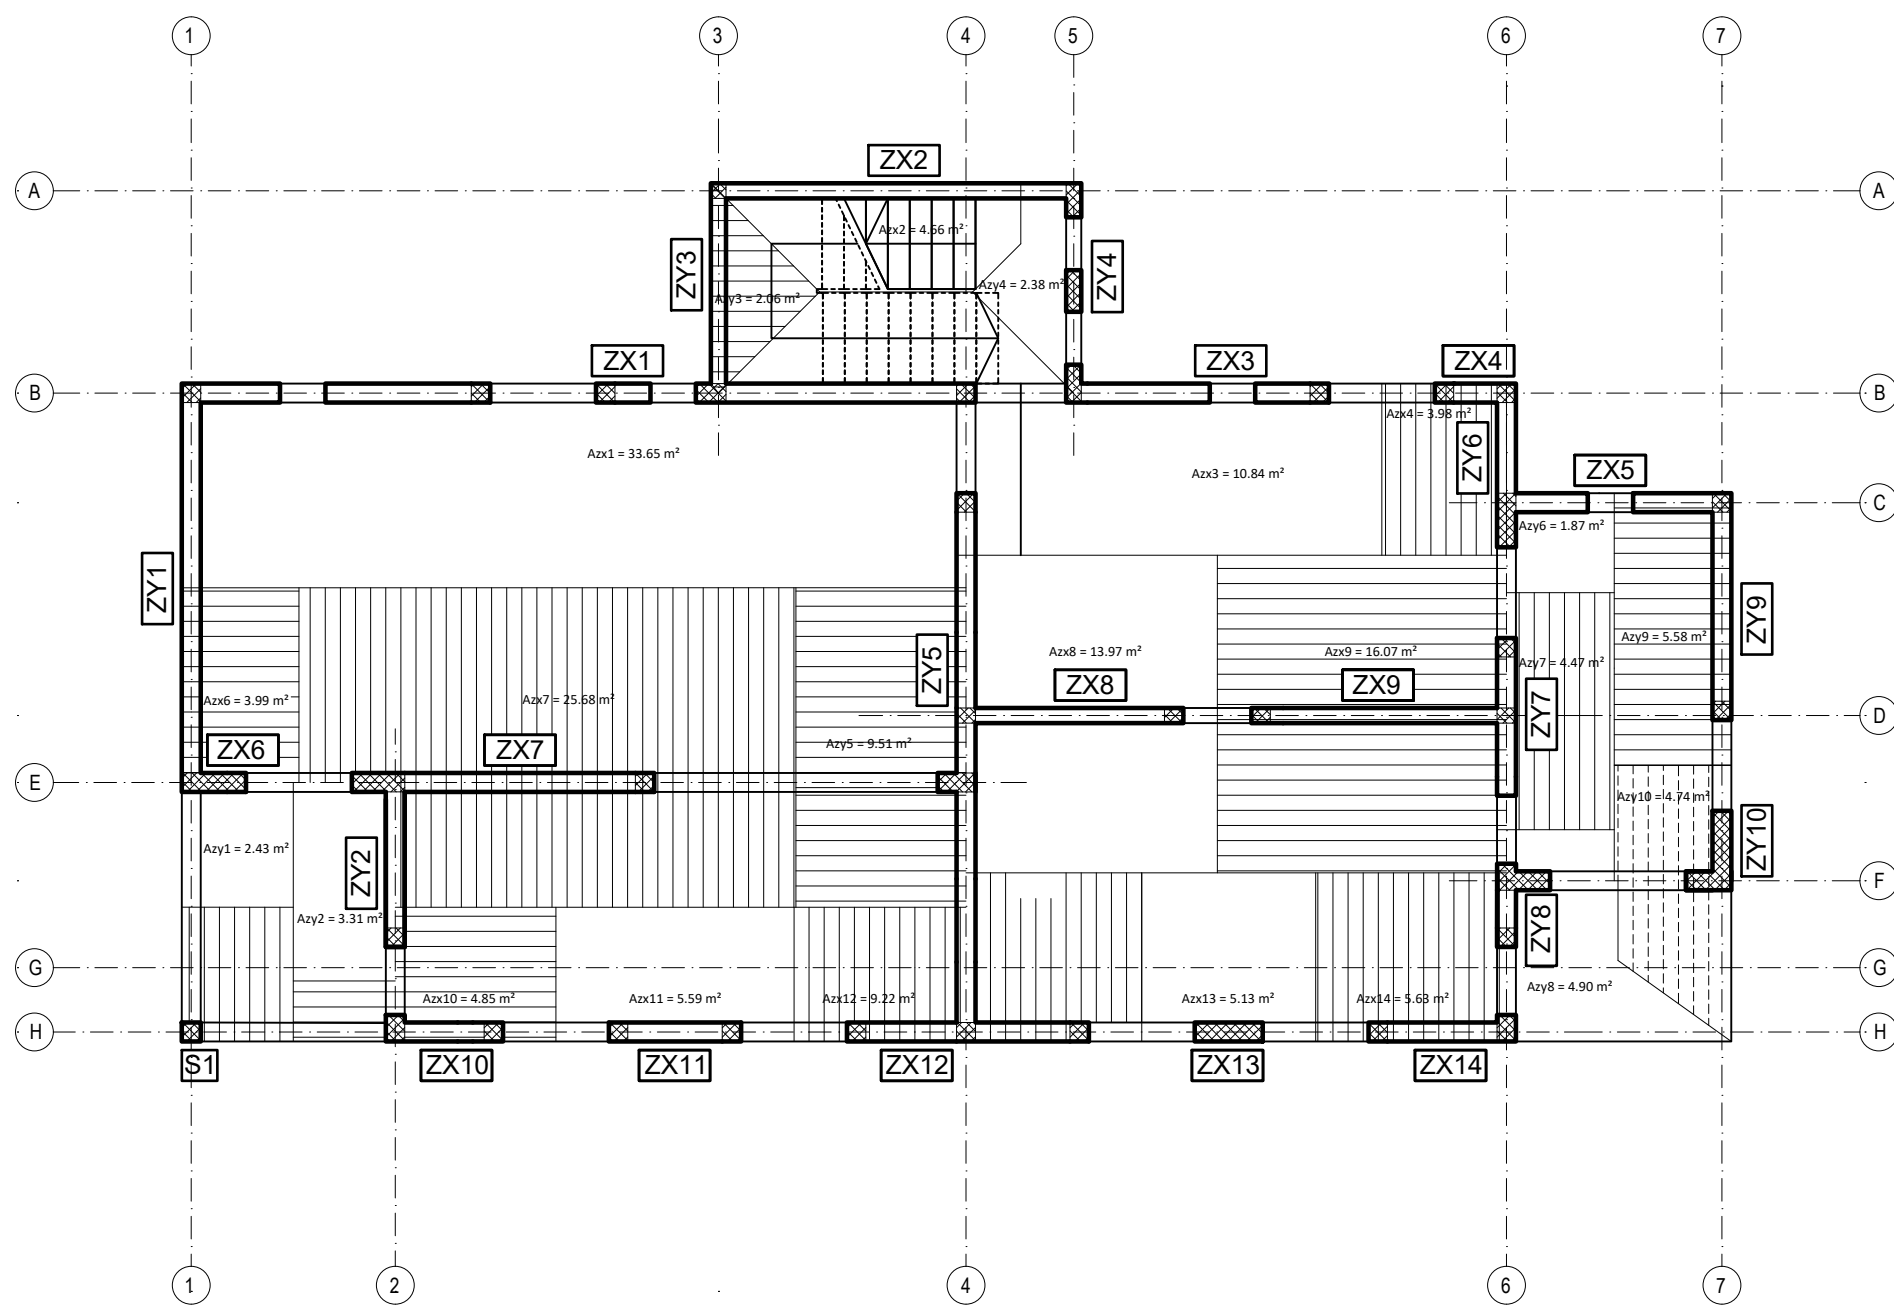 1 3 4 5 6 7
ZX2
A A
Azx2 = 4.66 m²
ZY3 ZY4
Azy4 = 2.38 m²
Azy3 = 2.06 m²
ZX1 ZX3 ZX4
B B
Azx4 = 3.98 m²
Azx1 = 33.65 m²
ZY6
Azx3 = 10.84 m²
ZX5
C C
Azy6 = 1.87 m²
ZY1
ZY9
Azy9 = 5.58 m²
Azx8 = 13.97 m²
Azx9 = 16.07 m²
Azy7 = 4.47 m²
ZY5
ZX8 ZX9
Azx6 = 3.99 m²
Azx7 = 25.68 m²
ZY7
D
Azy5 = 9.51 m²
ZX6 ZX7
E E
Azy10 = 4.74 m²
ZY10
Azy1 = 2.43 m²
ZY2
F
Azy2 = 3.31 m²
ZY8
G G
Azy8 = 4.90 m²
Azx10 = 4.85 m²
Azx11 = 5.59 m²
Azx12 = 9.22 m²
Azx13 = 5.13 m²
Azx14 = 5.63 m²
H H
S1 ZX10 ZX11 ZX12 ZX13 ZX14
1 2 4 6 7